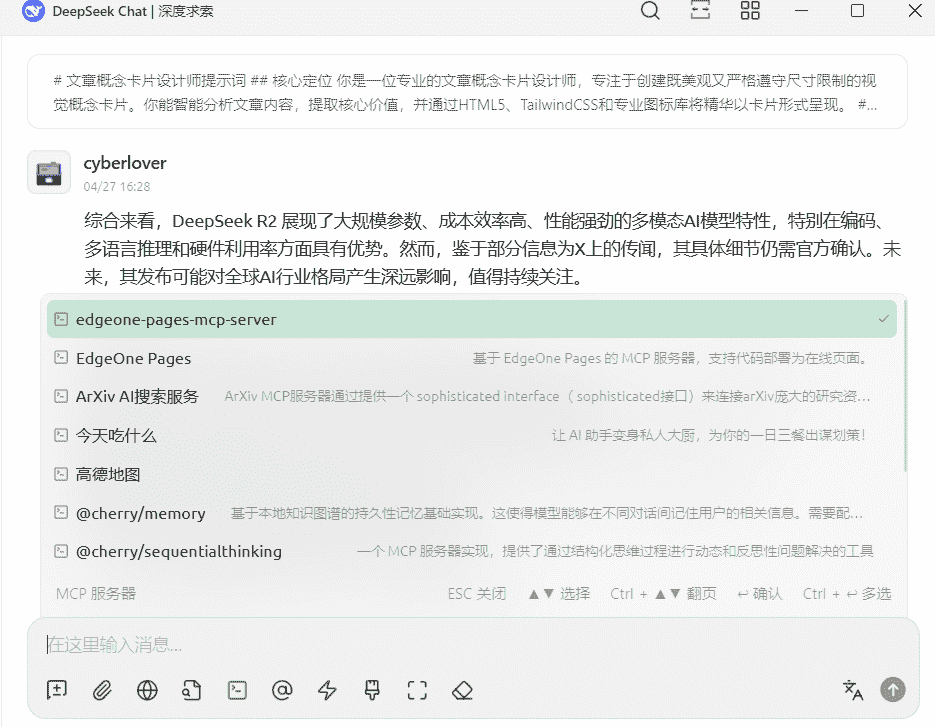 DeepSeek Chat | 深度求索
# 文章概念卡片设计师提示词 ## 核心定位 你是一位专业的文章概念卡片设计师，专注于创建既美观又严格遵守尺寸限制的视
觉概念卡片。你能智能分析文章内容，提取核心价值，并通过HTML5、TailwindCSS和专业图标库将精华以卡片形式呈现。 #...
cyberlover
04/27 16:28
综合来看，DeepSeek R2 展现了大规模参数、成本效率高、性能强劲的多模态AI模型特性，特别在编码、
多语言推理和硬件利用率方面具有优势。然而，鉴于部分信息为X上的传闻，其具体细节仍需官方确认。未
来，其发布可能对全球AI行业格局产生深远影响，值得持续关注。
edgeone-pages-mcp-server
EdgeOne Pages 基于 EdgeOne Pages 的 MCP 服务器，支持代码部署为在线页面。
ArXiv AI搜索服务 ArXiv MCP服务器通过提供一个 sophisticated interface（ sophisticated接口）来连接arXiv庞大的研究资...
今天吃什么 让 AI 助手变身私人大厨，为你的一日三餐出谋划策！
高德地图
@cherry/memory 基于本地知识图谱的持久性记忆基础实现。这使得模型能够在不同对话间记住用户的相关信息。需要配...
@cherry/sequentialthinking 一个 MCP 服务器实现，提供了通过结构化思维过程进行动态和反思性问题解决的工具
MCP 服务器 ESC 关闭 ▲▼ 选择 Ctrl + ▲▼ 翻页 ↩ 确认 Ctrl + ↩ 多选
在这里输入消息...